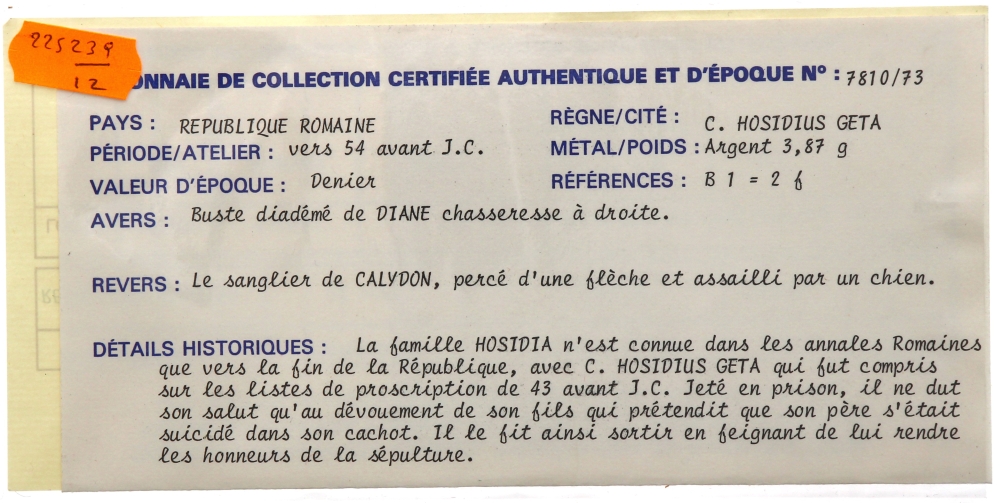 225239
12
ONNAIE DE COLLECTION CERTIFIÉE AUTHENTIQUE ET D'ÉPOQUE N° : 7810/73
PAYS : REPUBLIQUE ROMAINE RÈGNE/CITÉ : C. HOSIDIUS GETA
PÉRIODE/ATELIER : vers 54 avant J.C. MÉTAL/POIDS : Argent 3,87 g
VALEUR D'ÉPOQUE : Denier RÉFÉRENCES : B 1 = 2 f
AVERS : Buste diadémé de DIANE chasseresse à droite.
REVERS : Le sanglier de CALYDON, percé d'une flèche et assailli par un chien.
DÉTAILS HISTORIQUES : La famille HOSIDIA n'est connue dans les annales Romaines
que vers la fin de la République, avec C. HOSIDIUS GETA qui fut compris
sur les listes de proscription de 43 avant J.C. Jeté en prison, il ne dut
son salut qu'au dévouement de son fils qui prétendit que son père s'était
suicidé dans son cachot. Il le fit ainsi sortir en feignant de lui rendre
les honneurs de la sépulture.